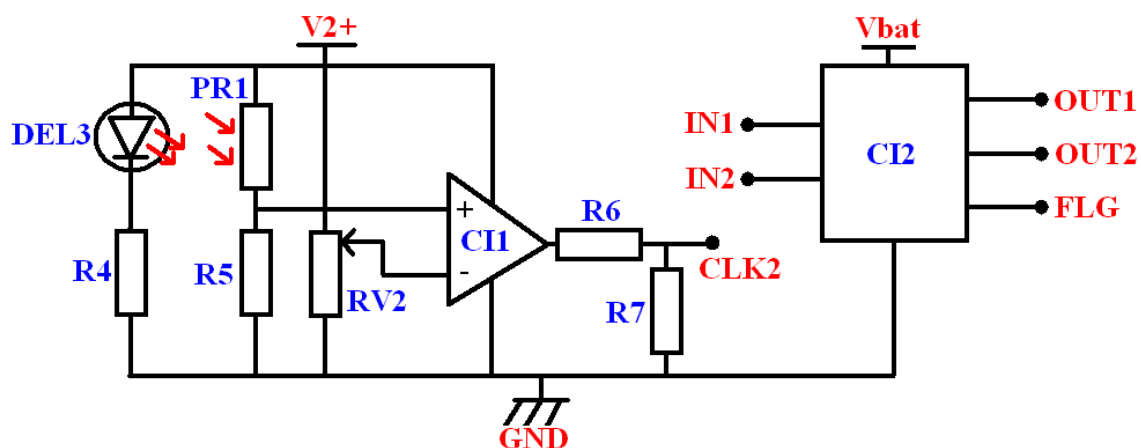 V2+
Vbat
PR1
DEL3
OUT1
IN1
OUT2
CI2
IN2
FLG
+
R6
CI1
CLK2
R4
R5
-
RV2
R7
GND